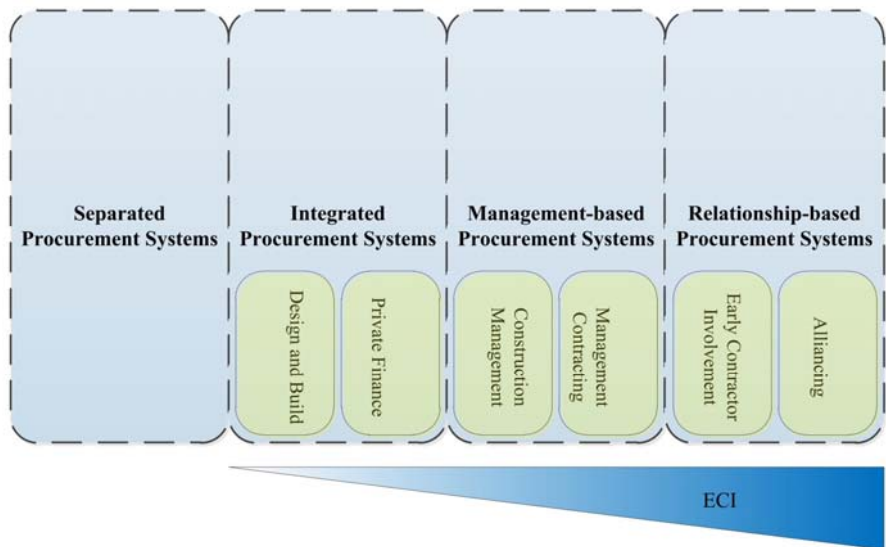 Separated
Procurement Systems
Integrated
Procurement Systems
Management-based
Procurement Systems
Relationship-based
Procurement Systems
Design and Build
Private Finance
Construction
Management
Management
Contracting
Early Contractor
Involvement
Alliancing
ECI